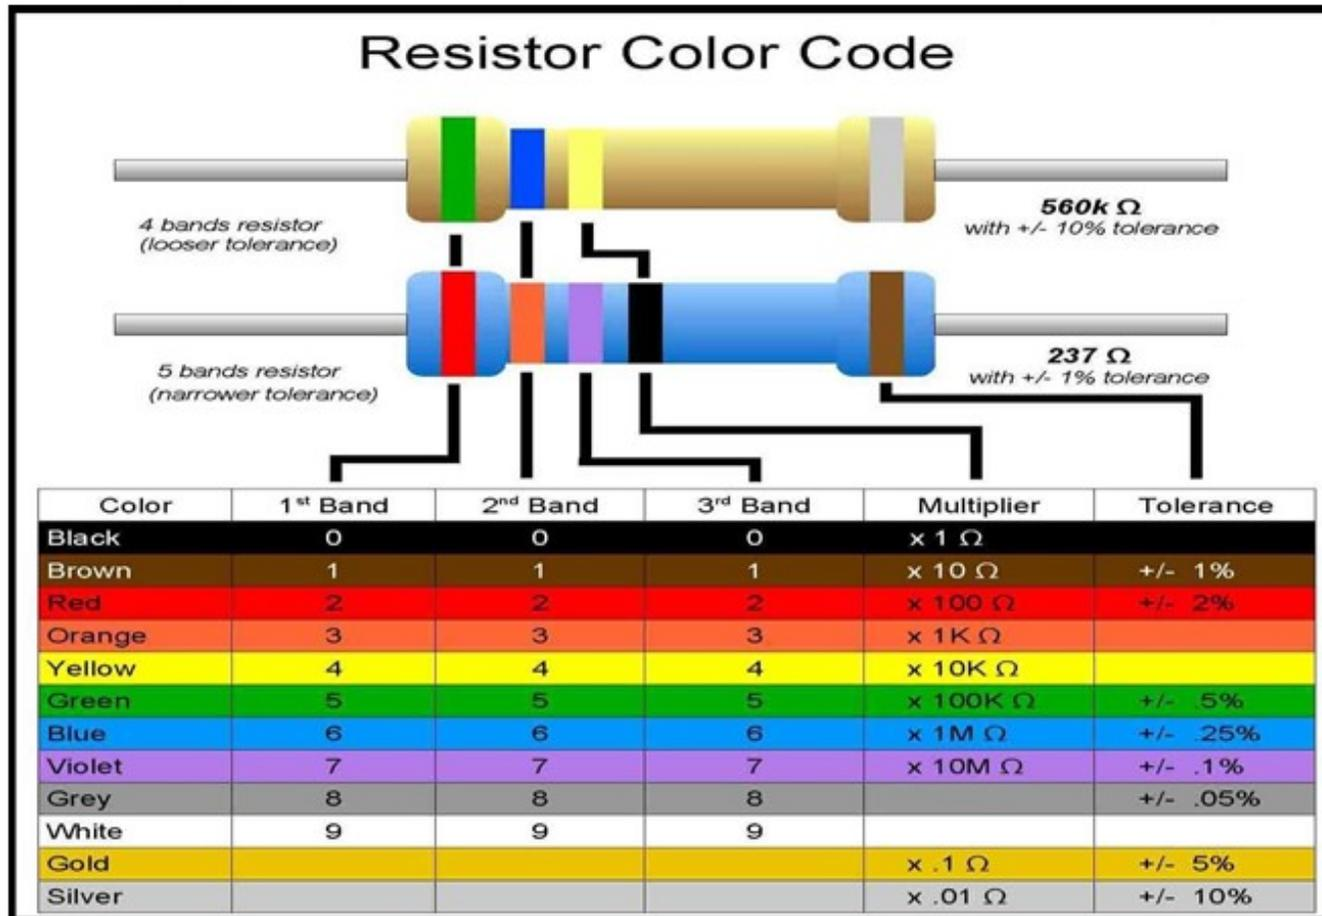 Resistor Color Code
4 bands resistor
(looser tolerance)
560k Ω
with +/- 10% tolerance
5 bands resistor
(narrower tolerance)
237 Ω
with +/- 1% tolerance
Color 1st Band 2nd Band 3rd Band Multiplier Tolerance
Black 0 0 0 x 1 Ω
Brown 1 1 1 x 10 Ω +/- 1%
Red 2 2 2 x 100 Ω +/- 2%
Orange 3 3 3 x 1K Ω
Yellow 4 4 4 x 10K Ω
Green 5 5 5 x 100K Ω +/- .5%
Blue 6 6 6 x 1M Ω +/- .25%
Violet 7 7 7 x 10M Ω +/- .1%
Grey 8 8 8 +/- .05%
White 9 9 9
Gold x .1 Ω +/- 5%
Silver x .01 Ω +/- 10%